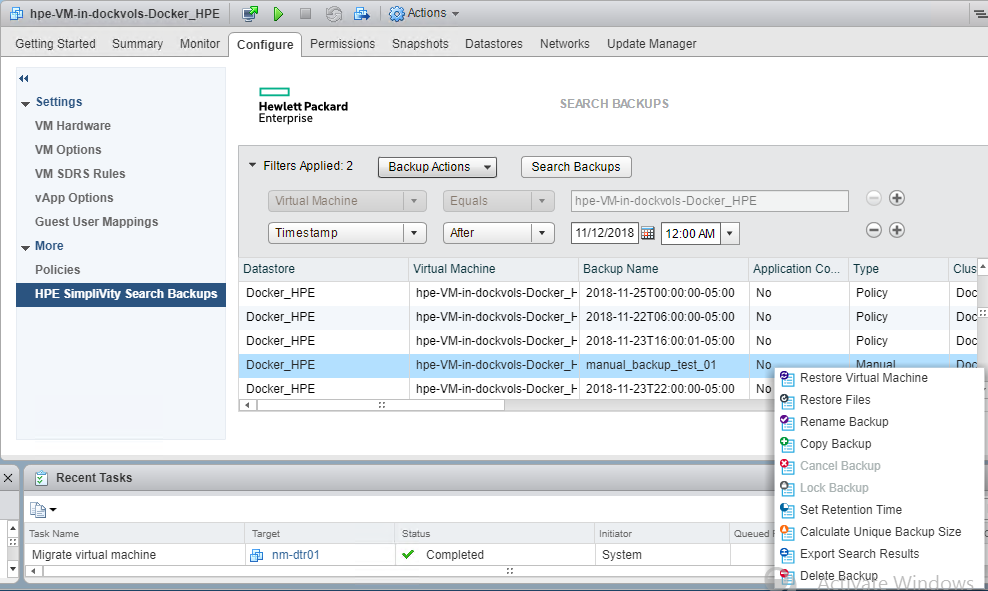 hpe-VM-in-dockvols-Docker_HPE Actions
Getting Started Summary Monitor Configure Permissions Snapshots Datastores Networks Update Manager
Settings
VM Hardware
VM Options
VM SDRS Rules
vApp Options
Guest User Mappings
More
Policies
HPE SimpliVity Search Backups
Hewlett Packard
Enterprise
SEARCH BACKUPS
Filters Applied: 2 Backup Actions Search Backups
Virtual Machine Equals hpe-VM-in-dockvols-Docker_HPE
Timestamp After 11/12/2018 12:00 AM
Datastore Virtual Machine Backup Name Application Co... Type Clus
Docker_HPE hpe-VM-in-dockvols-Docker_H 2018-11-25T00:00:00-05:00 No Policy Doc
Docker_HPE hpe-VM-in-dockvols-Docker_H 2018-11-22T06:00:00-05:00 No Policy Doc
Docker_HPE hpe-VM-in-dockvols-Docker_H 2018-11-23T16:00:01-05:00 No Policy Doc
Docker_HPE hpe-VM-in-dockvols-Docker_H manual_backup_test_01 No Manual Doc
Docker_HPE hpe-VM-in-dockvols-Docker_H 2018-11-23T22:00:00-05:00 No
Restore Virtual Machine
Restore Files
Rename Backup
Copy Backup
Cancel Backup
Lock Backup
Set Retention Time
Calculate Unique Backup Size
Export Search Results
Delete Backup
Recent Tasks
Task Name Target Status Initiator Queued
Migrate virtual machine nm-dtr01 Completed System
Activate Windows